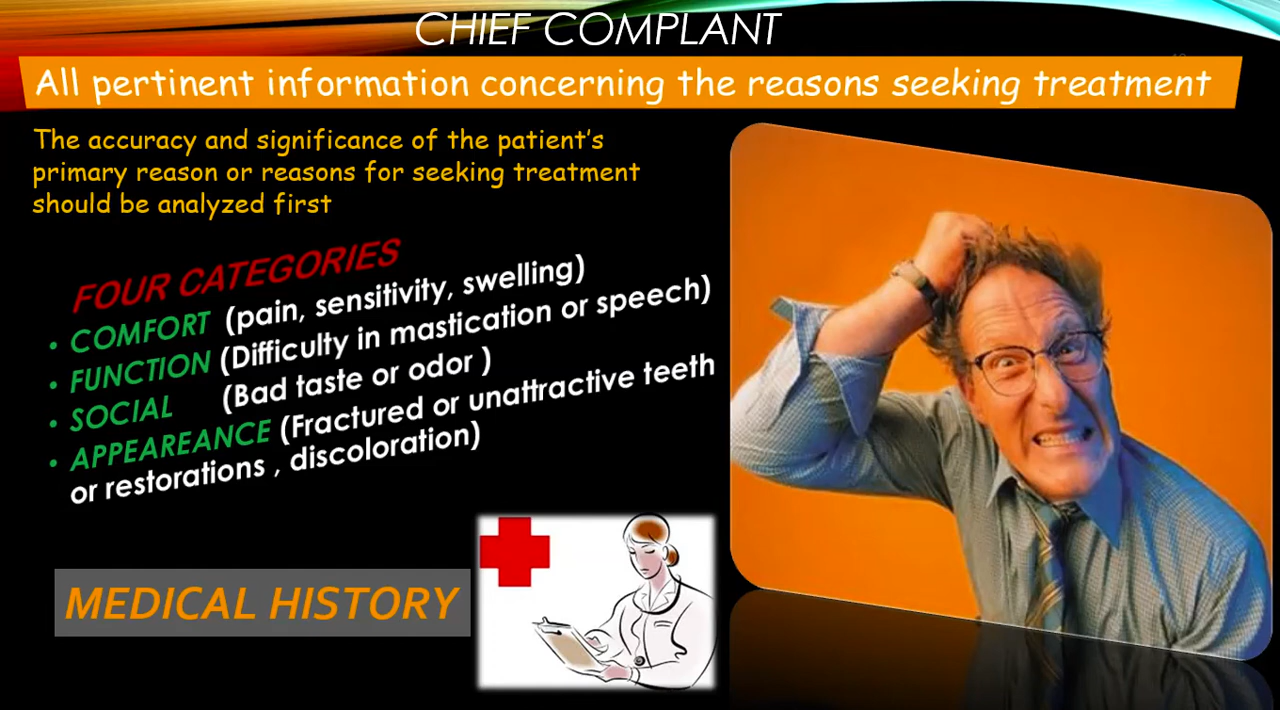 CHIEF COMPLANT
All pertinent information concerning the reasons seeking treatment
The accuracy and significance of the patient's
primary reason or reasons for seeking treatment
should be analyzed first
FOUR CATEGORIES
• COMFORT (pain, sensitivity, swelling)
• FUNCTION (Difficulty in mastication or speech)
• SOCIAL (Bad taste or odor )
• APPEAREANCE (Fractured or unattractive teeth
or restorations , discoloration)
MEDICAL HISTORY